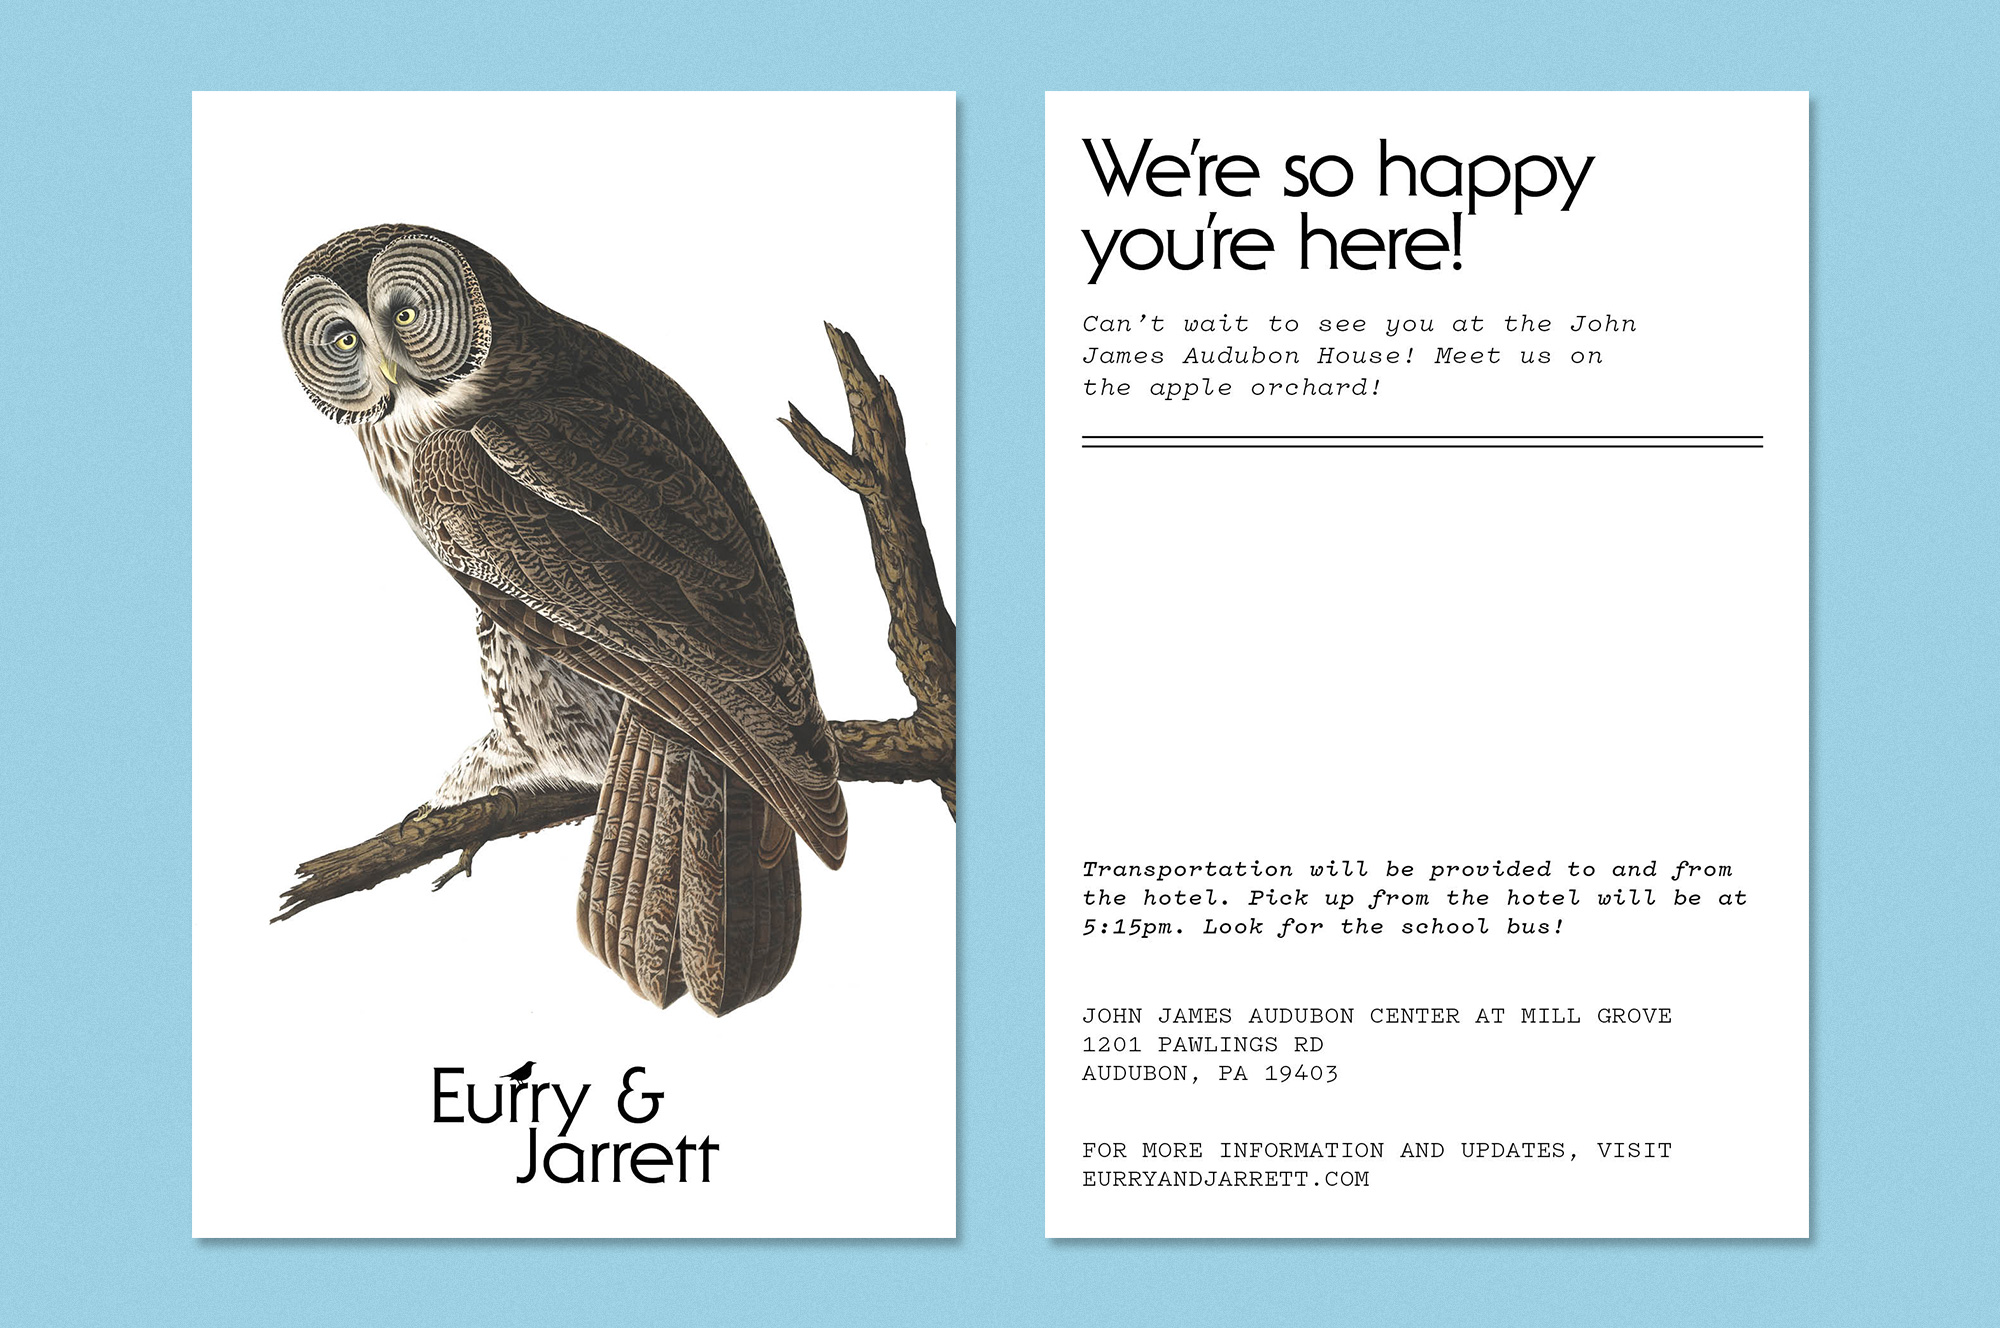 Eurry &
Jarrett
We're so happy
you're here!
Can't wait to see you at the John
James Audubon House! Meet us on
the apple orchard!
Transportation will be provided to and from
the hotel. Pick up from the hotel will be at
5:15pm. Look for the school bus!
JOHN JAMES AUDUBON CENTER AT MILL GROVE
1201 PAWLINGS RD
AUDUBON, PA 19403
FOR MORE INFORMATION AND UPDATES, VISIT
EURRYANDJARRETT.COM